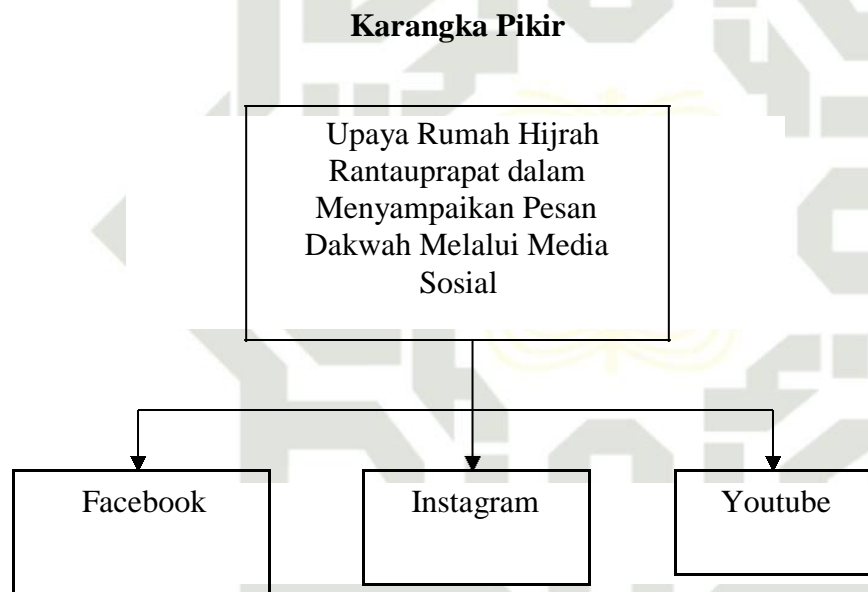 Karangka Pikir
Upaya Rumah Hijrah
Rantauprapat dalam
Menyampaikan Pesan
Dakwah Melalui Media
Sosial
Facebook
Instagram
Youtube